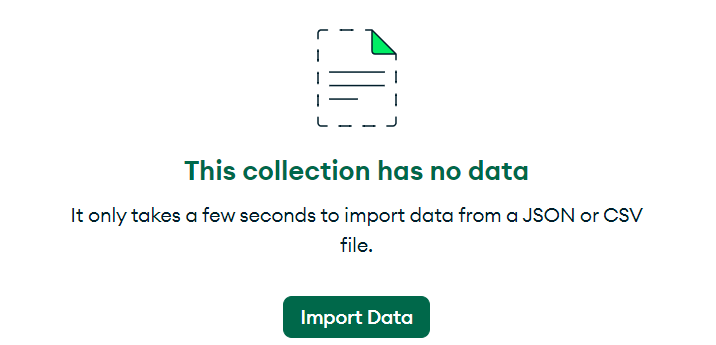 This collection has no data
It only takes a few seconds to import data from a JSON or CSV
file.
Import Data